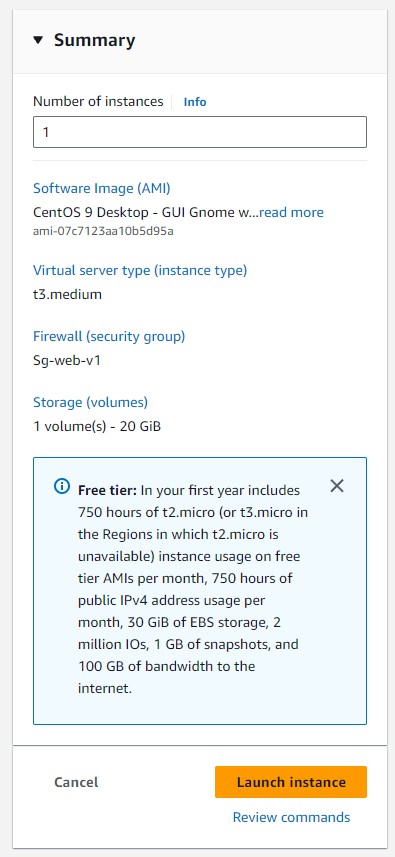 Summary
Number of instances Info
1
Software Image (AMI)
CentOS 9 Desktop - GUI Gnome w...read more
ami-07c7123aa10b5d95a
Virtual server type (instance type)
t3.medium
Firewall (security group)
Sg-web-v1
Storage (volumes)
1 volume(s) - 20 GiB
Free tier: In your first year includes
750 hours of t2.micro (or t3.micro in
the Regions in which t2.micro is
unavailable) instance usage on free
tier AMIs per month, 750 hours of
public IPv4 address usage per
month, 30 GiB of EBS storage, 2
million IOs, 1 GB of snapshots, and
100 GB of bandwidth to the
internet.
Cancel Launch instance
Review commands